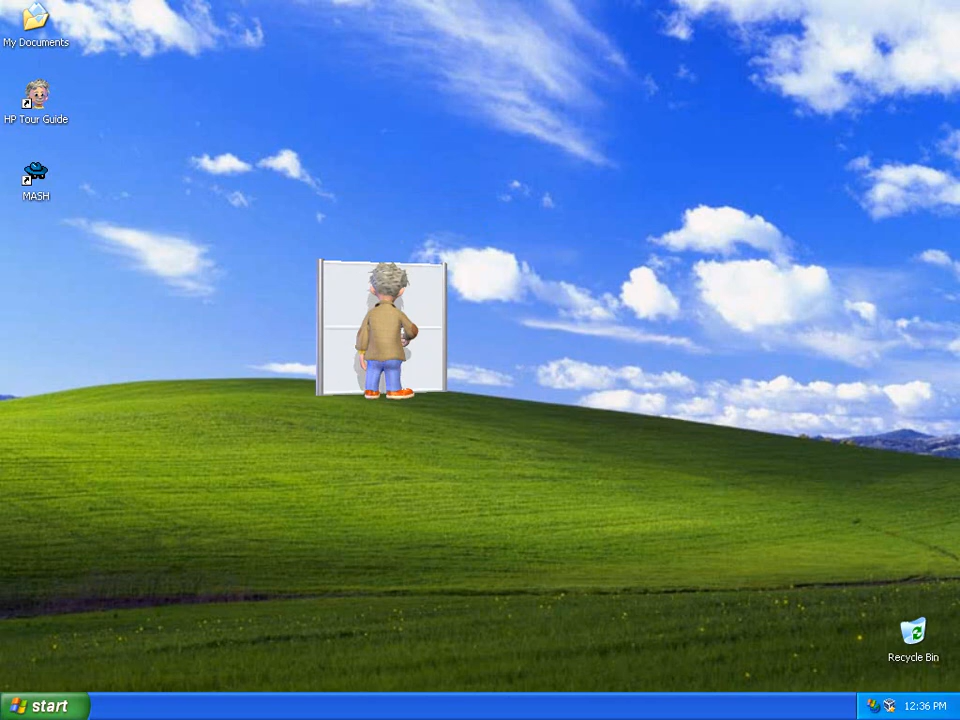 My Documents
HP Tour Guide
MASH
Recycle Bin
start
12:36 PM